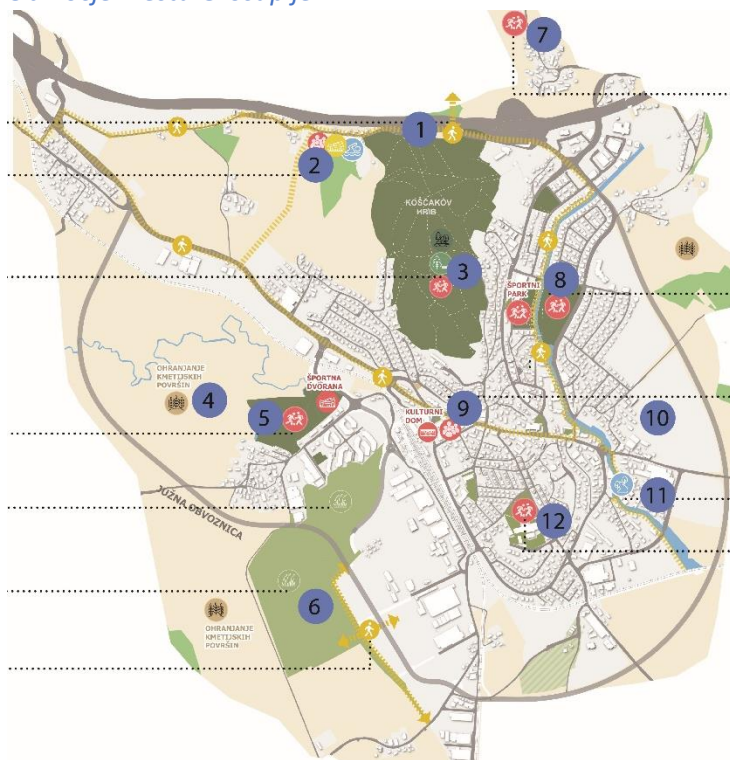 7
1
2
KOŠČAKOV
HRIB
3
ŠPORTNI
PARK
8
OHRANJANJE
KMETIJSKIH
POVRŠIN
4
ŠPORTNA
DVORANA
5
KULTURNI
DOM
9
10
JUŽNA OBVOZNICA
11
12
6
OHRANJANJE
KMETIJSKIH
POVRŠIN